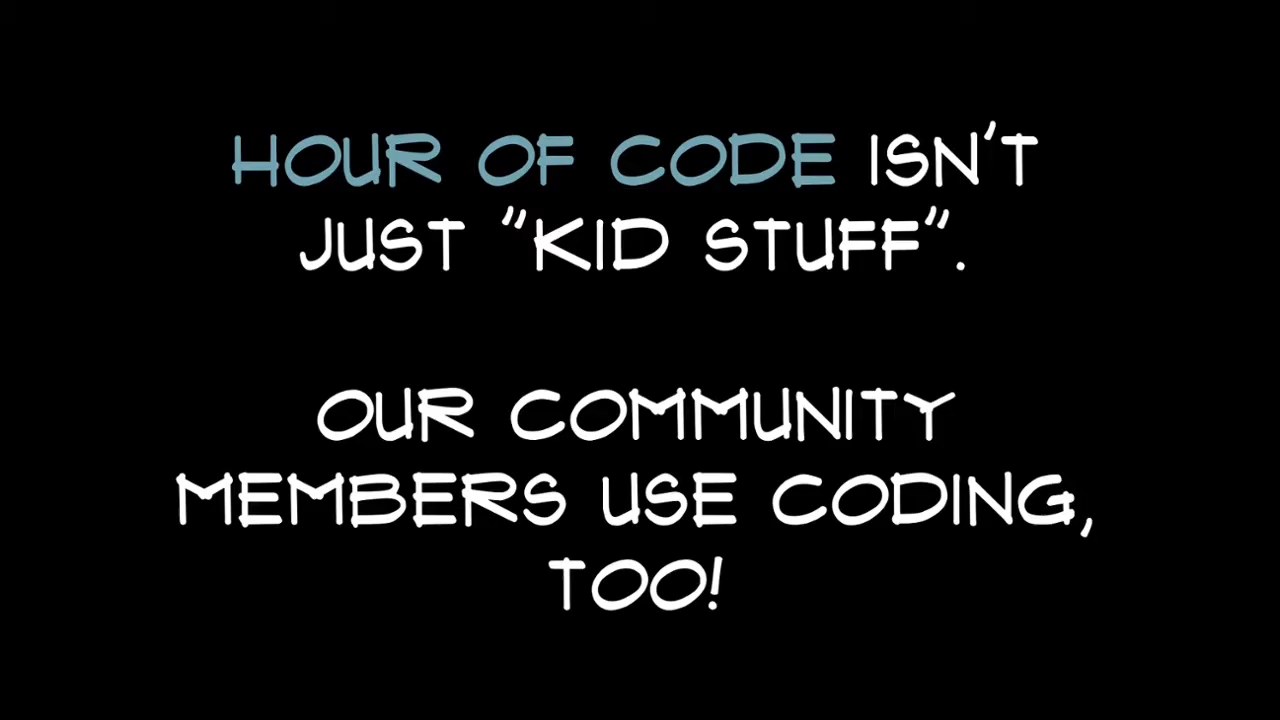 HOUR OF CODE ISN'T
JUST "KID STUFF".
OUR COMMUNITY
MEMBERS USE CODING,
TOO!